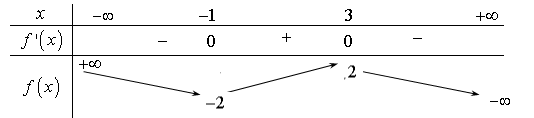 x −∞ −1 3 +∞
f'(x) − 0 + 0 −
+∞
2
f(x)
−2 −∞